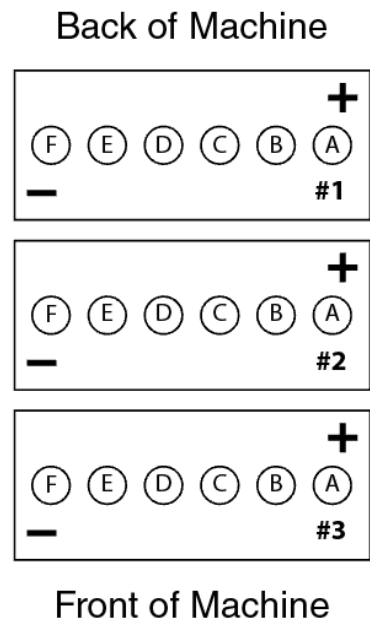 Back of Machine
+
F E D C B A
− #1
+
F E D C B A
− #2
+
F E D C B A
− #3
Front of Machine